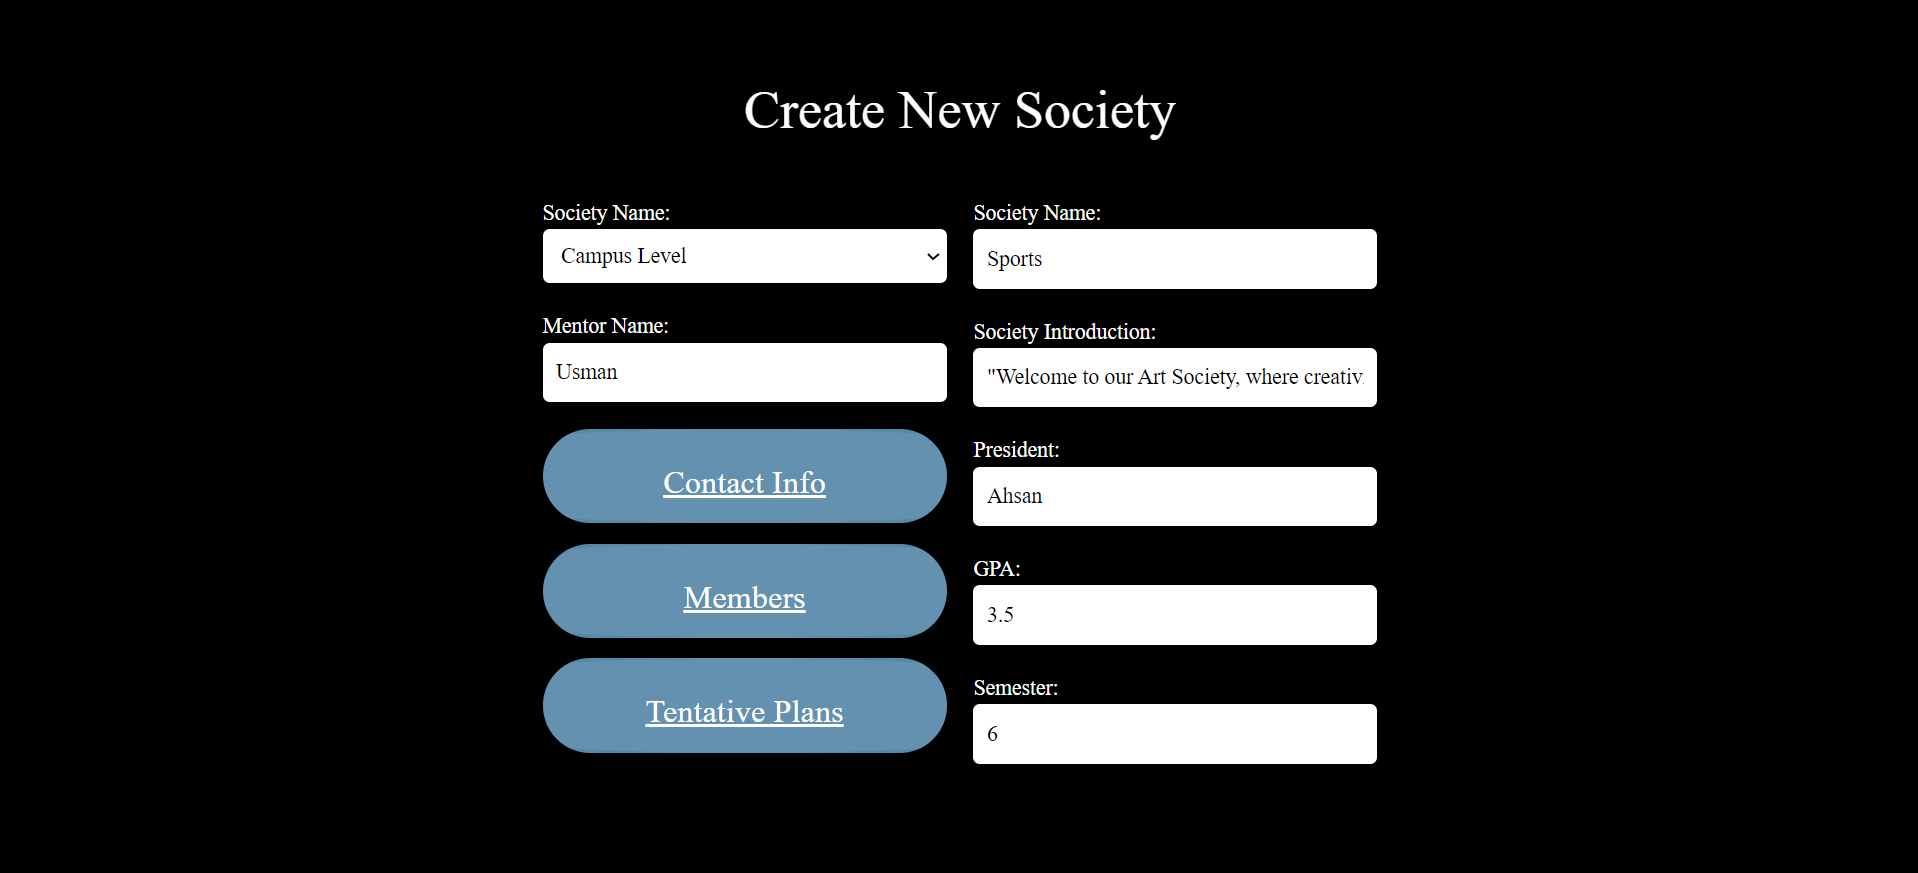 Create New Society
Society Name:
Campus Level
Mentor Name:
Usman
Contact Info
Members
Tentative Plans
Society Name:
Sports
Society Introduction:
"Welcome to our Art Society, where creativ
President:
Ahsan
GPA:
3.5
Semester:
6